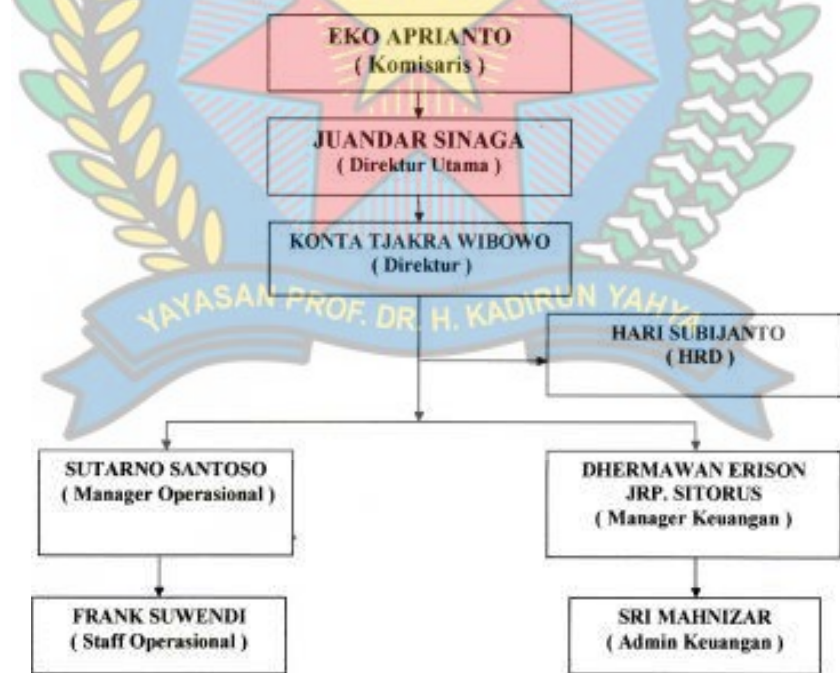 EKO APRIANTO
( Komisaris )
JUANDAR SINAGA
( Direktur Utama )
KONTA TJAKRA WIBOWO
( Direktur )
YAYASAN PROF. DR. H. KADIRUN YAHYA
HARI SUBIJANTO
( HRD )
SUTARNO SANTOSO
( Manager Operasional )
DHERMAWAN ERISON
JRP. SITORUS
( Manager Keuangan )
FRANK SUWENDI
( Staff Operasional )
SRI MAHNIZAR
( Admin Keuangan )